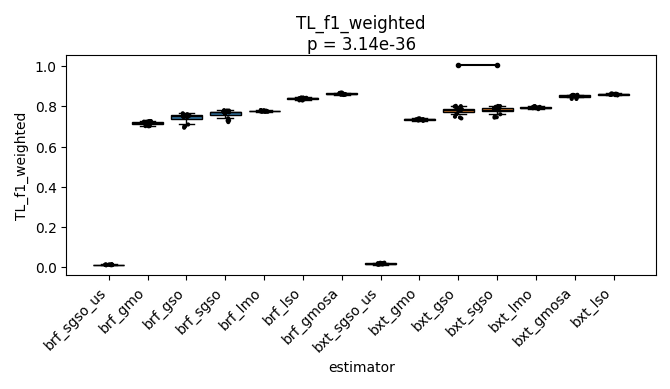 TL_f1_weighted
p = 3.14e-36
TL_f1_weighted
1.0
0.8
0.6
0.4
0.2
0.0
brf_sgso_us
brf_gmo
brf_gso
brf_sgso
brf_lmo
brf_lso
brf_gmosa
bxt_sgso_us
bxt_gmo
bxt_gso
bxt_sgso
bxt_lmo
bxt_gmosa
bxt_lso
estimator